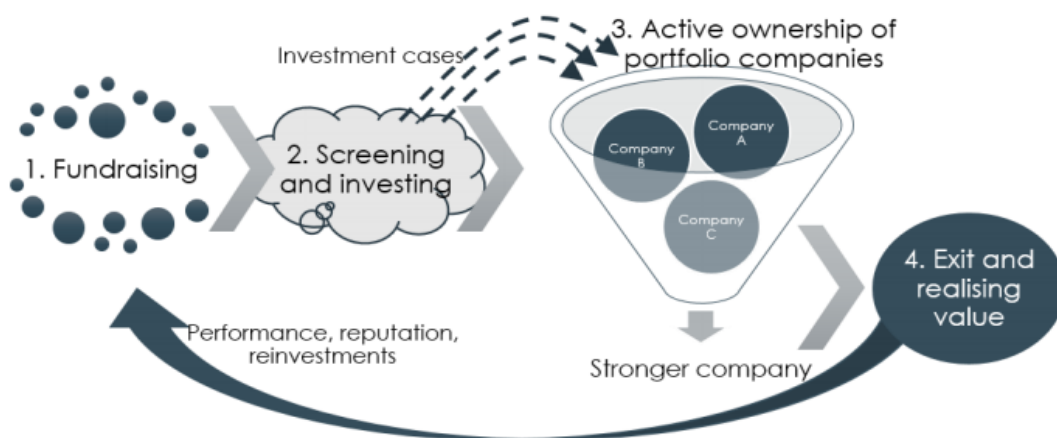 1. Fundraising
Investment cases
2. Screening
and investing
3. Active ownership of
portfolio companies
Company
A
Company
B
Company
C
Stronger company
4. Exit and
realising
value
Performance, reputation,
reinvestments